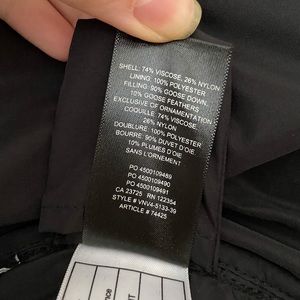 SHELL: 74% VISCOSE, 26% NYLON
LINING: 100% POLYESTER
FILLING: 90% GOOSE DOWN,
10% GOOSE FEATHERS
EXCLUSIVE OF ORNAMENTATION
COQUILLE: 74% VISCOSE,
26% NYLON
DOUBLURE: 100% POLYESTER
BOURRE: 90% DUVET D'OIE
10% PLUMES D'OIE
SANS L'ORNEMENT
PO 4500109489
PO 4500109490
PO 4500109491
CA 23725 RN 122354
STYLE # VNV4-5133-39
ARTICLE # 74425